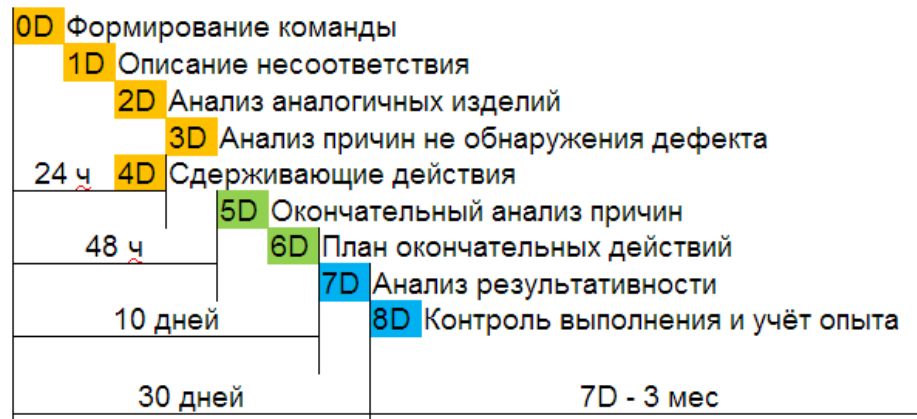 0D Формирование команды
1D Описание несоответствия
2D Анализ аналогичных изделий
3D Анализ причин не обнаружения дефекта
24 ч 4D Сдерживающие действия
5D Окончательный анализ причин
48 ч 6D План окончательных действий
7D Анализ результативности
10 дней 8D Контроль выполнения и учёт опыта
30 дней 7D - 3 мес